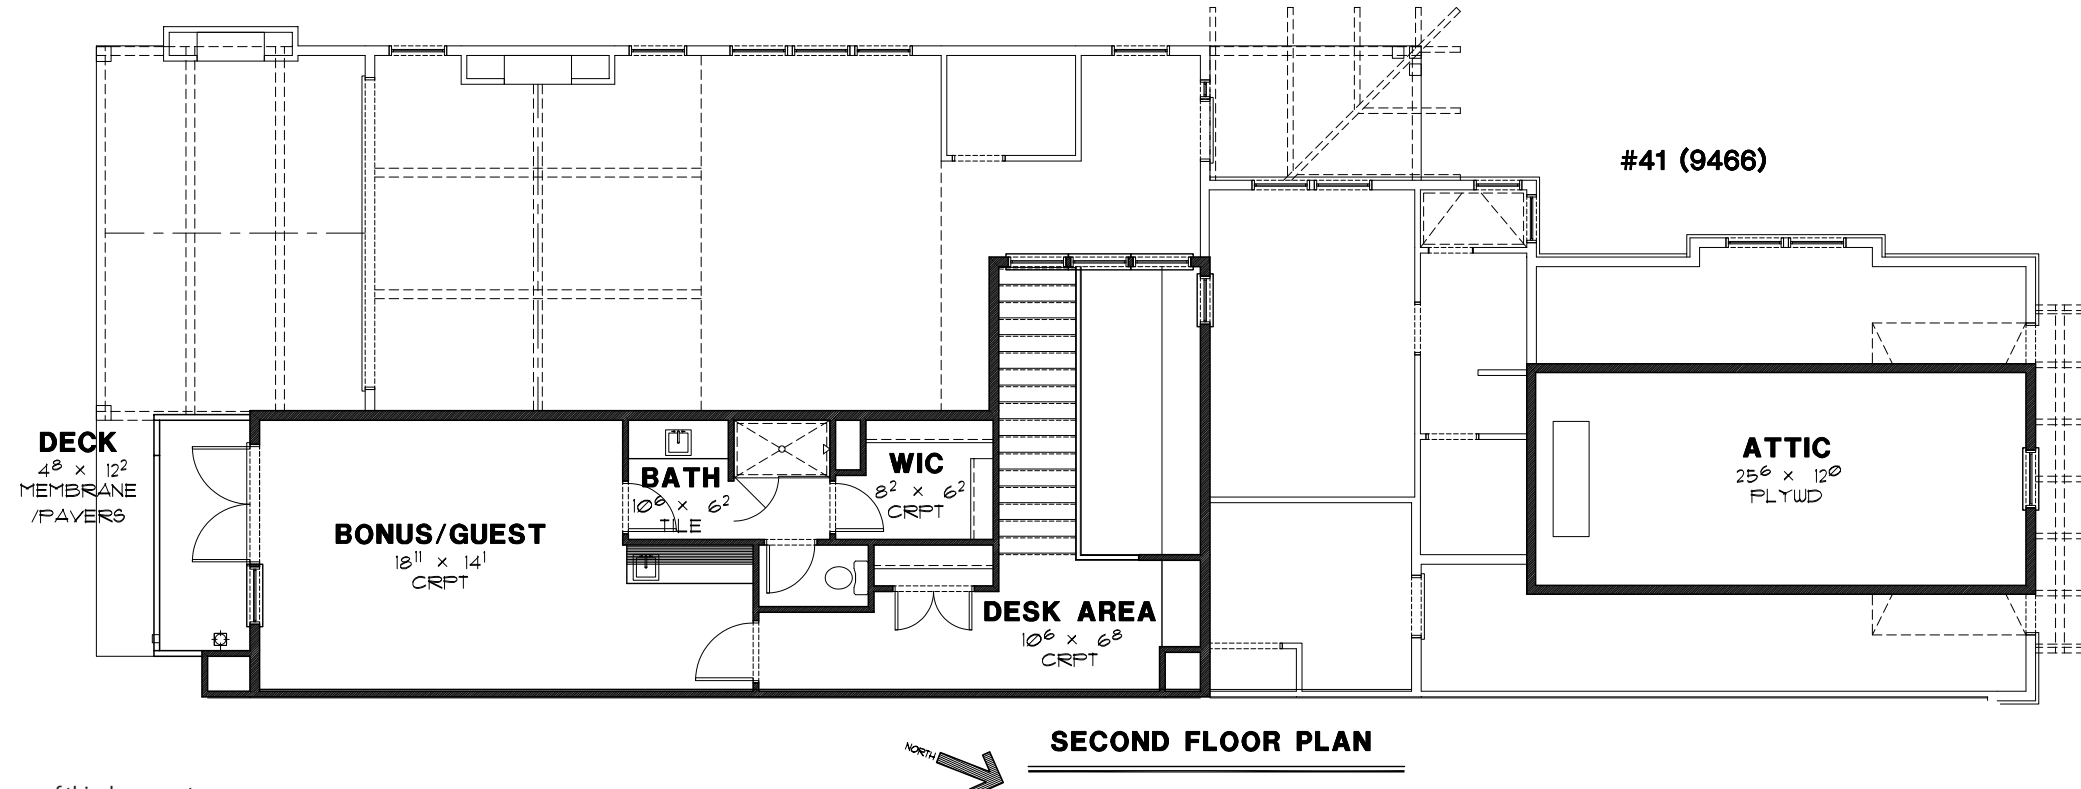 #41 (9466)
DECK
4⁸ × 12²
MEMBRANE
/PAVERS
BONUS/GUEST
18¹¹ × 14¹
CRPT
BATH
10⁶ × 6²
TILE
WIC
8² × 6²
CRPT
DESK AREA
10⁶ × 6⁸
CRPT
ATTIC
25⁶ × 12⁰
PLYWD
SECOND FLOOR PLAN
NORTH